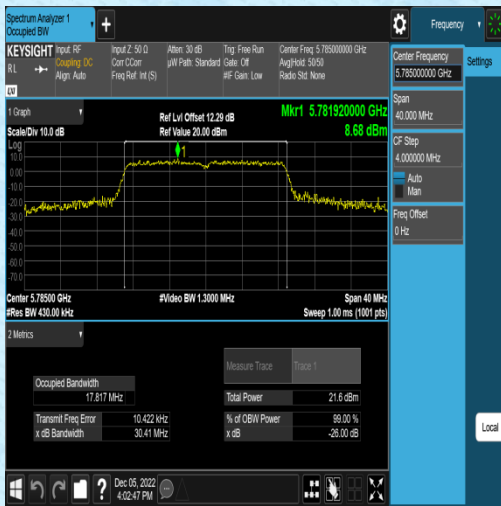 Spectrum Analyzer 1
Occupied BW
+
Frequency
KEYSIGHT
RL
LXI
Input: RF
Coupling: DC
Align: Auto
Input Z: 50 Ω
Corr CCorr
Freq Ref: Int (S)
Atten: 30 dB
µW Path: Standard
Trig: Free Run
Gate: Off
#IF Gain: Low
Center Freq: 5.785000000 GHz
Avg|Hold: 50/50
Radio Std: None
Center Frequency
5.785000000 GHz
Settings
Span
40.000 MHz
CF Step
4.000000 MHz
Auto
Man
Freq Offset
0 Hz
1 Graph
Scale/Div 10.0 dB
Ref Lvl Offset 12.29 dB
Ref Value 20.00 dBm
Mkr1 5.781920000 GHz
8.68 dBm
Log
10.0
0.00
-10.0
-20.0
-30.0
-40.0
-50.0
-60.0
-70.0
1
Center 5.78500 GHz
#Res BW 430.00 kHz
#Video BW 1.3000 MHz
Span 40 MHz
Sweep 1.00 ms (1001 pts)
2 Metrics
Measure Trace
Trace 1
Occupied Bandwidth
17.817 MHz
Total Power
21.6 dBm
Transmit Freq Error
10.422 kHz
% of OBW Power
99.00 %
x dB Bandwidth
30.41 MHz
x dB
-26.00 dB
Local
?
Dec 05, 2022
4:02:47 PM